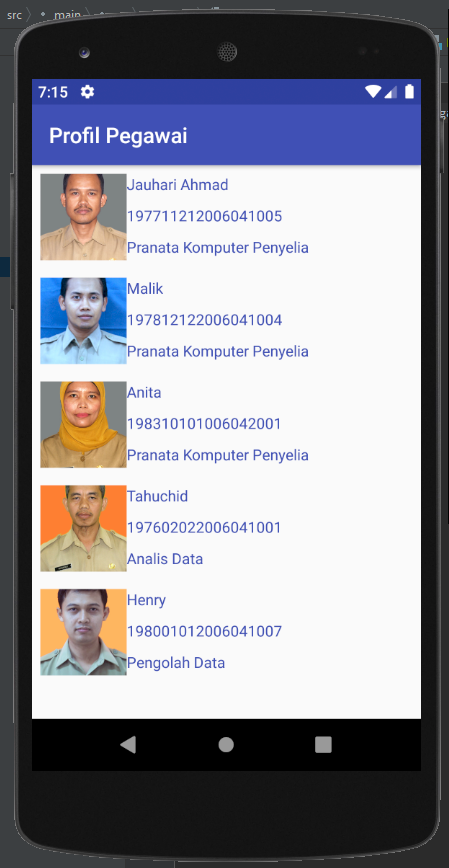 src main
7:15
Profil Pegawai
Jauhari Ahmad
197711212006041005
Pranata Komputer Penyelia
Malik
197812122006041004
Pranata Komputer Penyelia
Anita
198310101006042001
Pranata Komputer Penyelia
Tahuchid
197602022006041001
Analis Data
Henry
198001012006041007
Pengolah Data